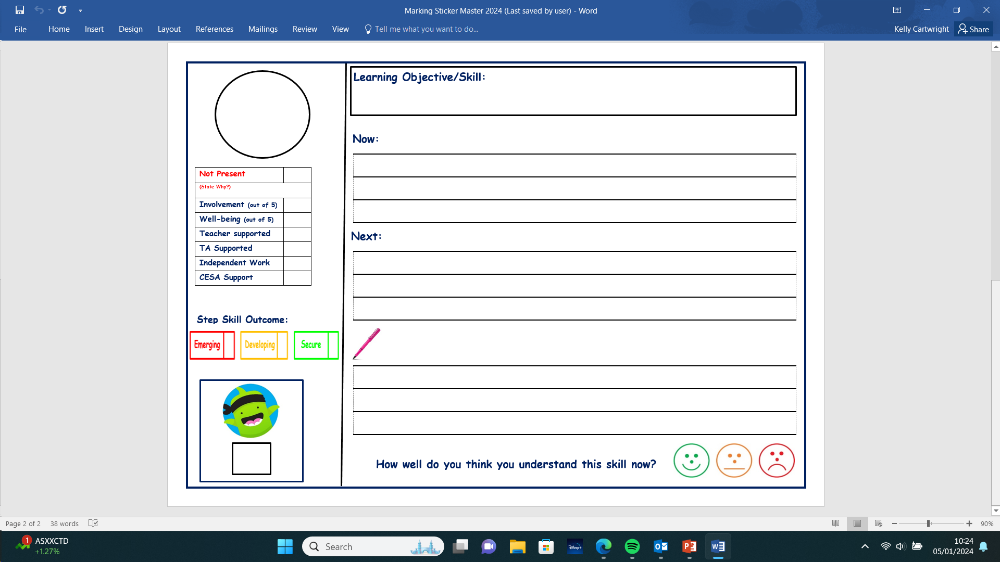 Marking Sticker Master 2024 (Last saved by user) - Word
File Home Insert Design Layout References Mailings Review View Tell me what you want to do...
Kelly Cartwright Share
Learning Objective/Skill:
Now:
Not Present
(State Why?)
Involvement (out of 5)
Well-being (out of 5)
Teacher supported
TA Supported
Independent Work
CESA Support
Next:
Step Skill Outcome:
Emerging Developing Secure
How well do you think you understand this skill now?
Page 2 of 2 38 words
90%
1
ASXXCTD
+1.27%
Search
Disney+
10:24
05/01/2024